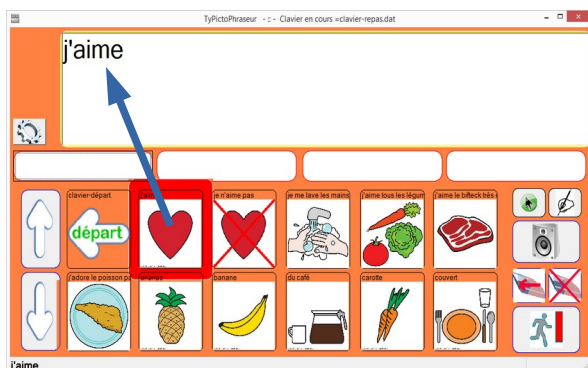 TyPictoPhraseur - :: - Clavier en cours =clavier-repas.dat
j'aime
clavier-départ.
j'aime
je n'aime pas
je me lave les mains
j'aime tous les légum
j'aime le bifteck très
départ
j'adore le poisson pa
ananas
banane
du café
carotte
couvert
j'aime